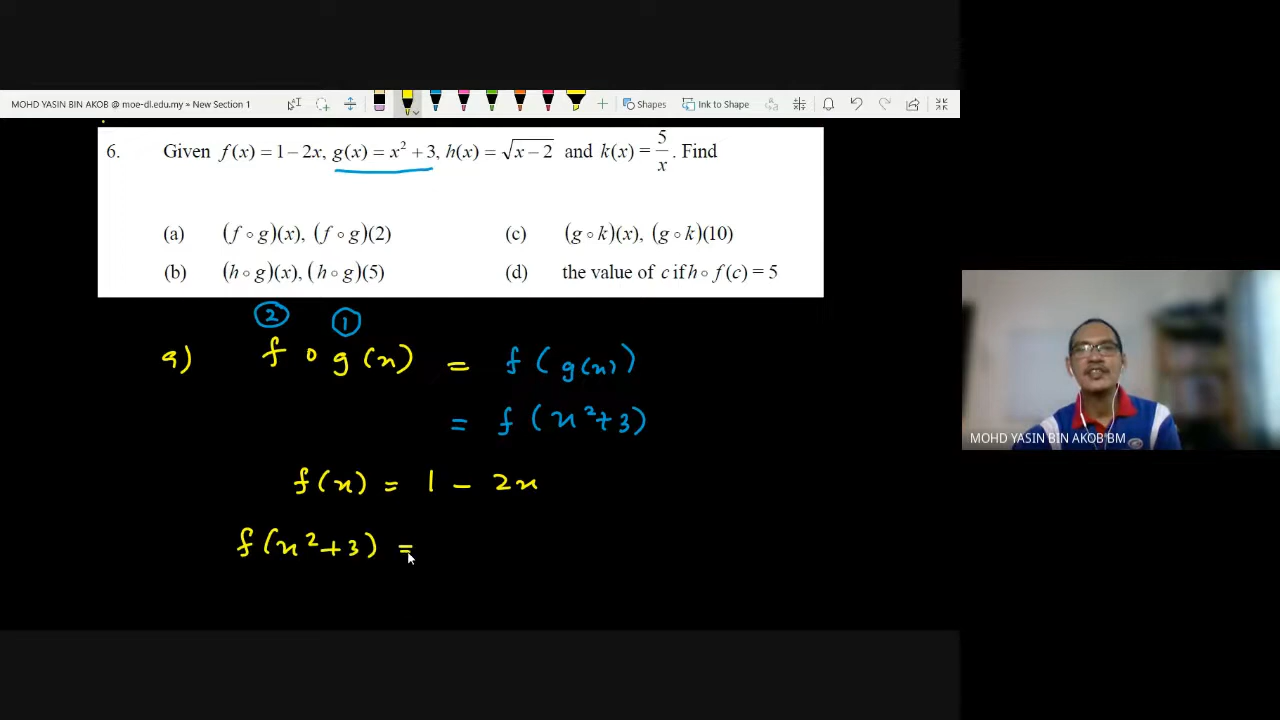 MOHD YASIN BIN AKOB @ moe-dl.edu.my » New Section 1
Shapes
Ink to Shape
6. Given f(x) = 1 − 2x, g(x) = x² + 3, h(x) = √(x − 2) and k(x) = 5/x. Find
(a) (f ∘ g)(x), (f ∘ g)(2)
(c) (g ∘ k)(x), (g ∘ k)(10)
(b) (h ∘ g)(x), (h ∘ g)(5)
(d) the value of c if h ∘ f(c) = 5
② ①
a) f ∘ g(x) = f(g(x))
= f(x²+3)
f(x) = 1 − 2x
f(x²+3) =
MOHD YASIN BIN AKOB BM